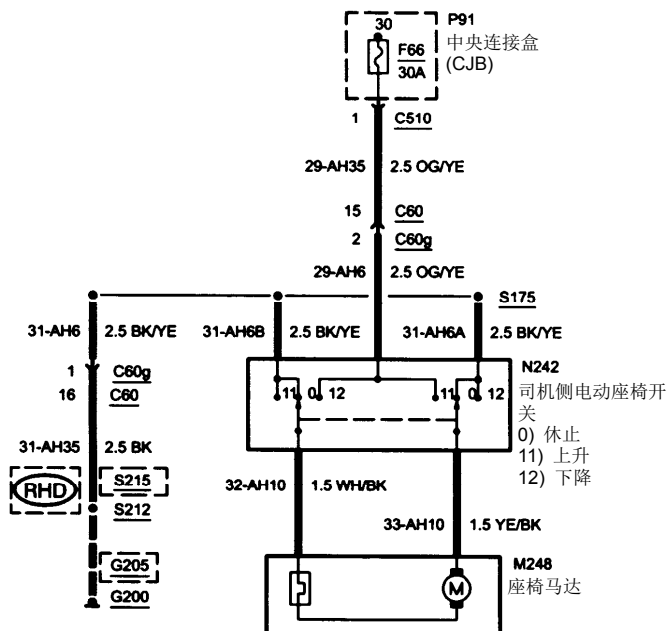 P91
30
中央连接盒
F66
(CJB)
30A
1 C510
29-AH35 2.5 OG/YE
15 C60
2 C60g
29-AH6 2.5 OG/YE
S175
31-AH6 2.5 BK/YE 31-AH6B 2.5 BK/YE 31-AH6A 2.5 BK/YE
1 C60g
N242
16 C60
11 0 12 11 0 12
司机侧电动座椅开
关
0) 休止
31-AH35 2.5 BK
11) 上升
12) 下降
RHD
S215
32-AH10 1.5 WH/BK
S212
33-AH10 1.5 YE/BK
G205
M248
G200
M
座椅马达